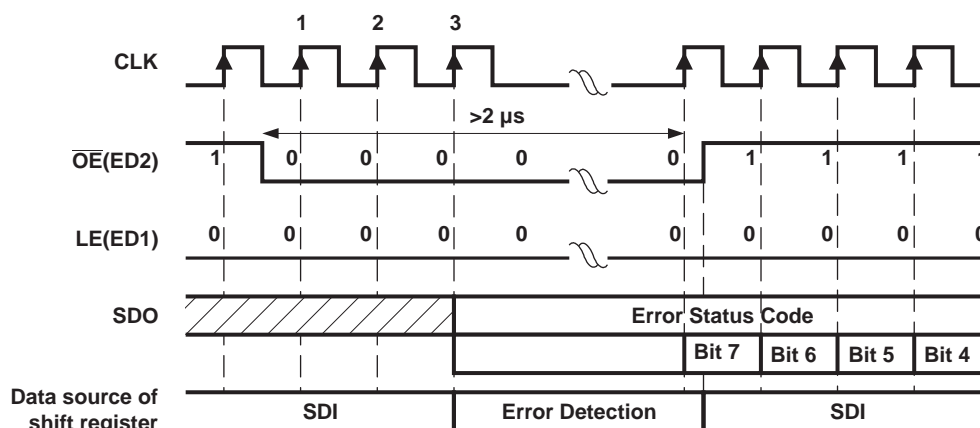 1 2 3
CLK
>2 µs
OE(ED2) 1 0 0 0 0 0 1 1 1 1
LE(ED1) 0 0 0 0 0 0 0 0 0 0
SDO Error Status Code
Bit 7 Bit 6 Bit 5 Bit 4
Data source of
shift register SDI Error Detection SDI